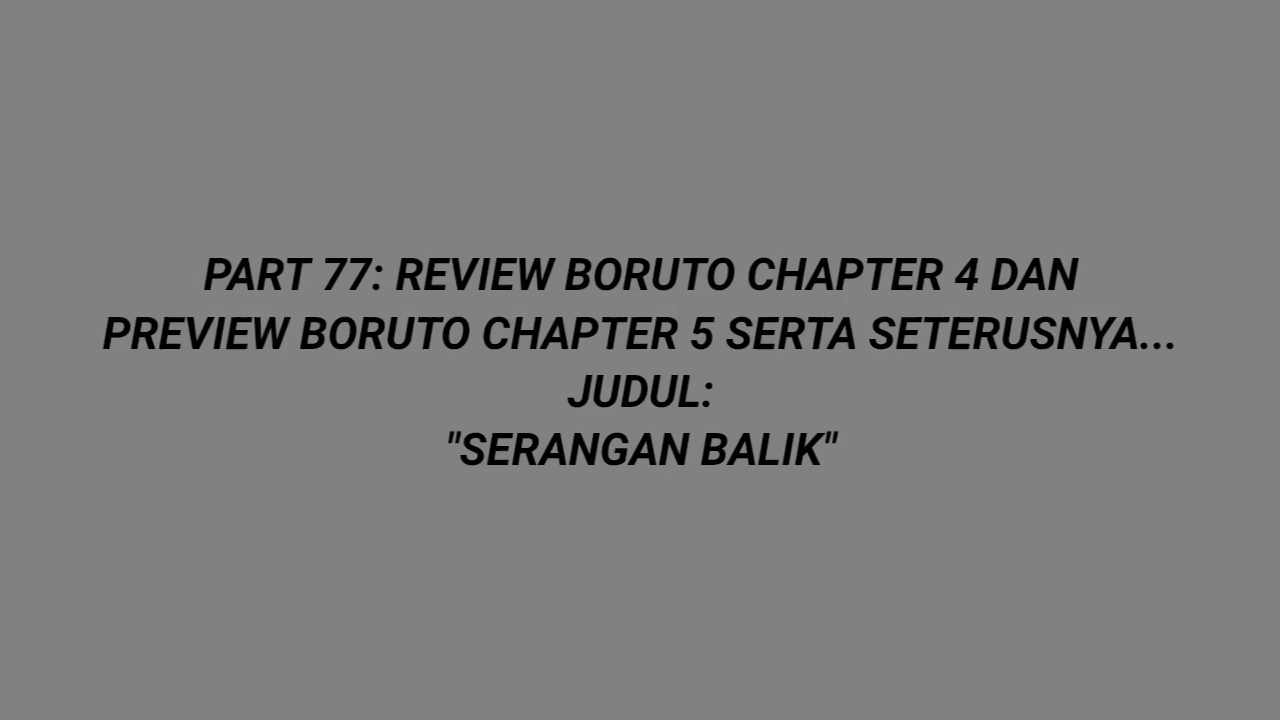 PART 77: REVIEW BORUTO CHAPTER 4 DAN
PREVIEW BORUTO CHAPTER 5 SERTA SETERUSNYA...
JUDUL:
"SERANGAN BALIK"